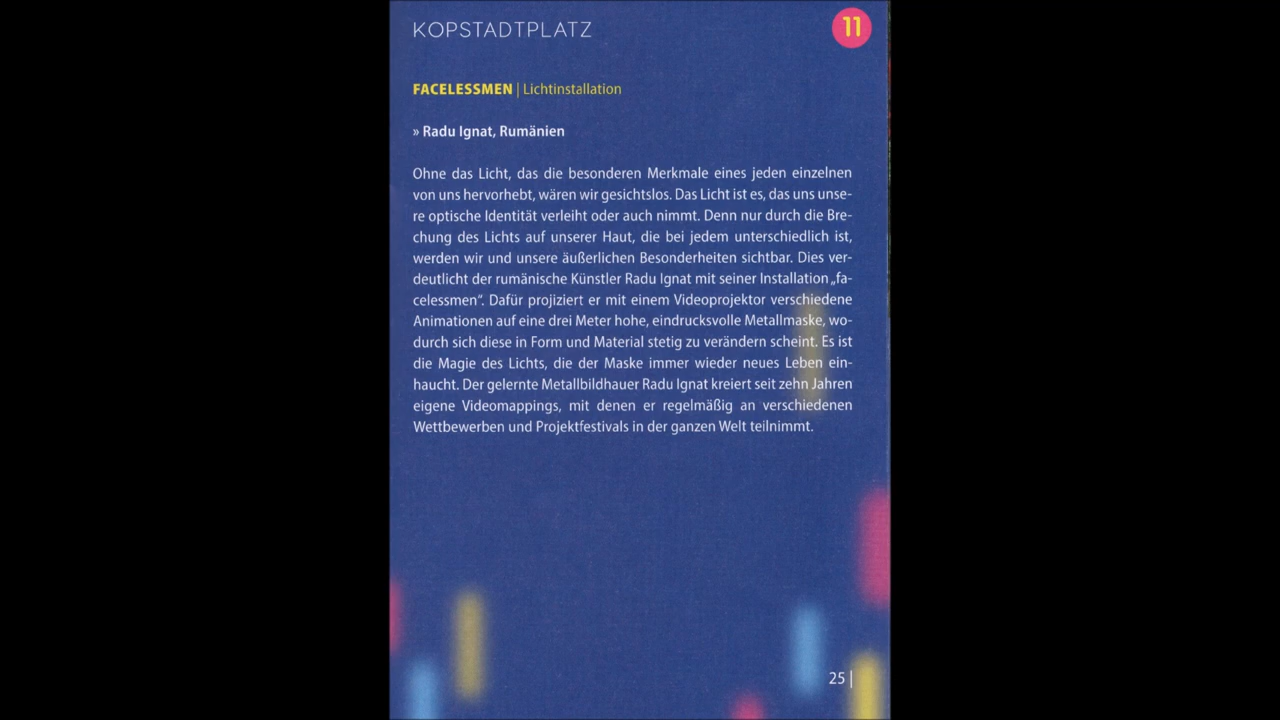 KOPSTADTPLATZ
11
FACELESSMEN | Lichtinstallation
» Radu Ignat, Rumänien
Ohne das Licht, das die besonderen Merkmale eines jeden einzelnen
von uns hervorhebt, wären wir gesichtslos. Das Licht ist es, das uns unse-
re optische Identität verleiht oder auch nimmt. Denn nur durch die Bre-
chung des Lichts auf unserer Haut, die bei jedem unterschiedlich ist,
werden wir und unsere äußerlichen Besonderheiten sichtbar. Dies ver-
deutlicht der rumänische Künstler Radu Ignat mit seiner Installation „fa-
celessmen“. Dafür projiziert er mit einem Videoprojektor verschiedene
Animationen auf eine drei Meter hohe, eindrucksvolle Metallmaske, wo-
durch sich diese in Form und Material stetig zu verändern scheint. Es ist
die Magie des Lichts, die der Maske immer wieder neues Leben ein-
haucht. Der gelernte Metallbildhauer Radu Ignat kreiert seit zehn Jahren
eigene Videomappings, mit denen er regelmäßig an verschiedenen
Wettbewerben und Projektfestivals in der ganzen Welt teilnimmt.
25 |